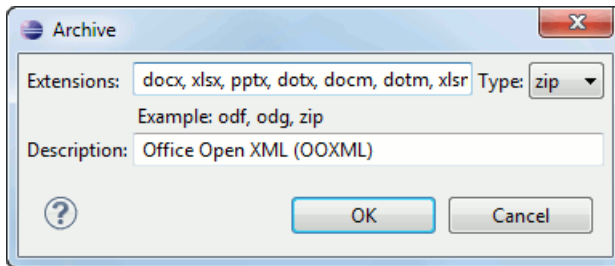 Archive
Extensions: docx, xlsx, pptx, dotx, docm, dotm, Type: zip
Example: odf, odg, zip
Description: Office Open XML (OOXML)
? OK Cancel